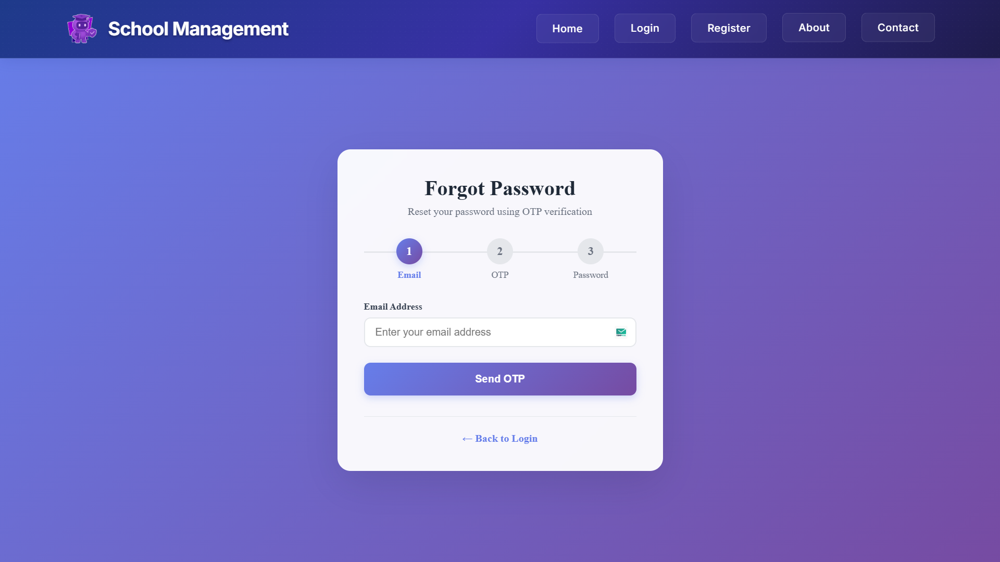 School Management
Home
Login
Register
About
Contact
Forgot Password
Reset your password using OTP verification
1
2
3
Email
OTP
Password
Email Address
Enter your email address
Send OTP
← Back to Login